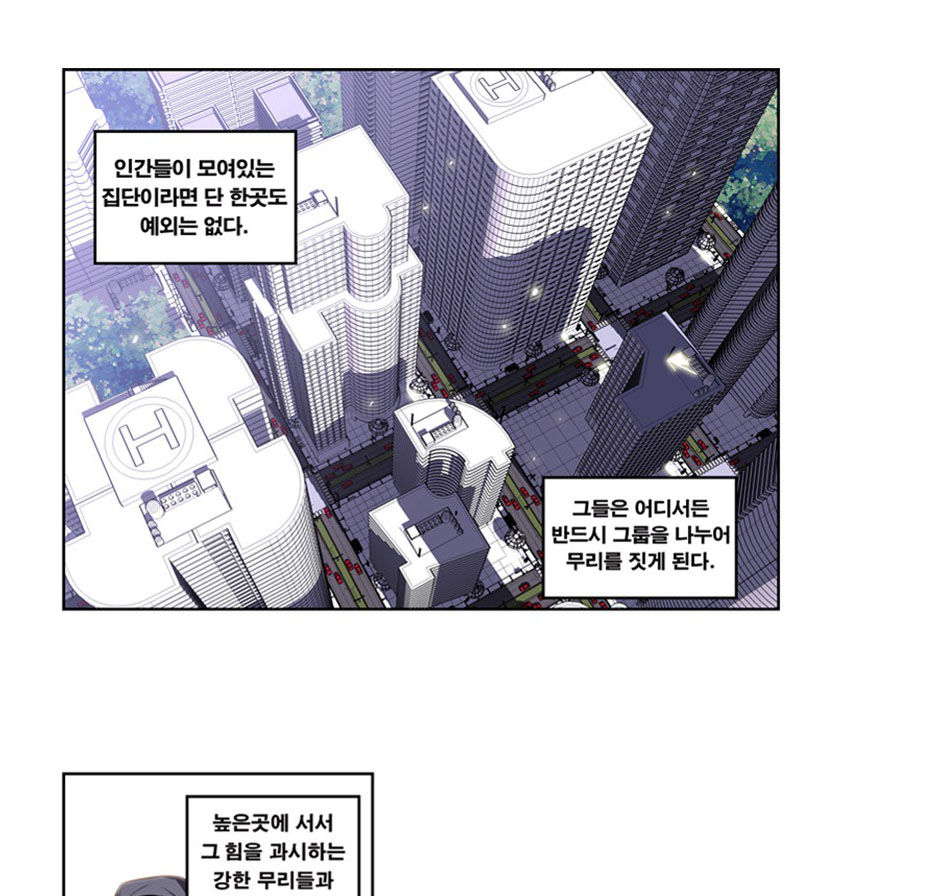 인간들이 모여있는
집단이라면 단 한곳도
예외는 없다.
H
H
그들은 어디서든
반드시 그룹을 나누어
무리를 짓게 된다.
높은곳에 서서
그 힘을 과시하는
강한 무리들과